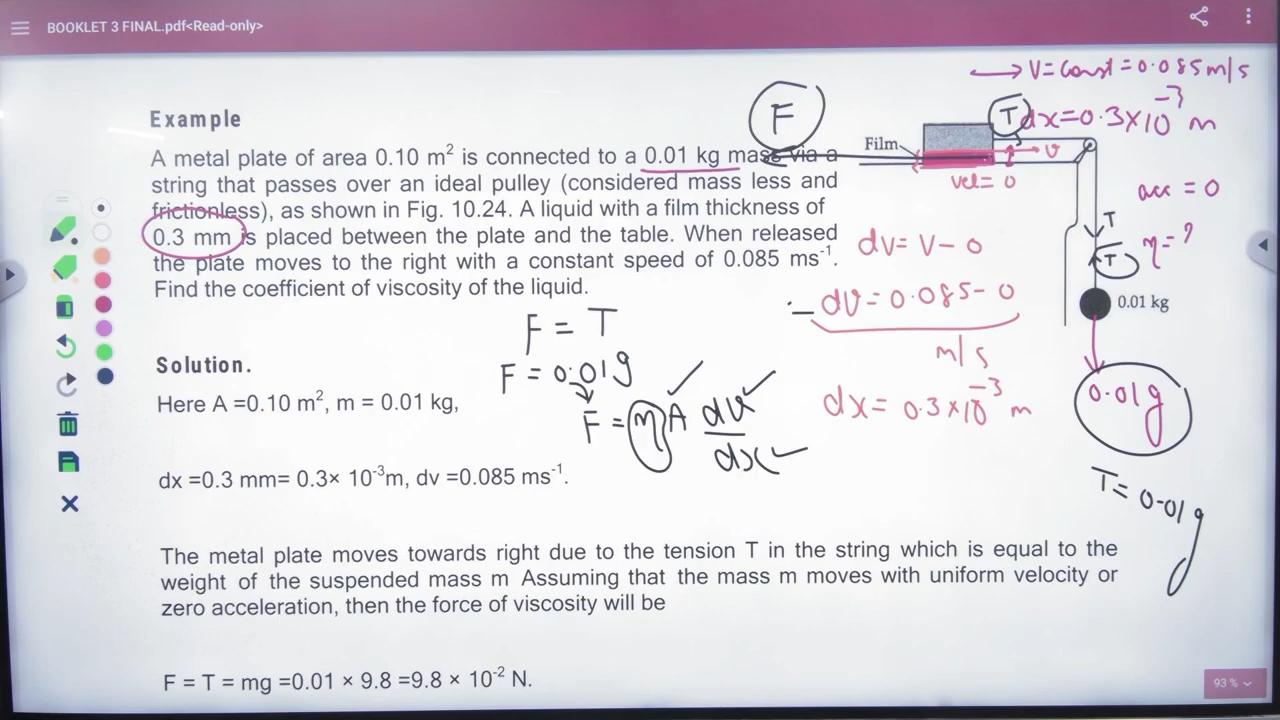 BOOKLET 3 FINAL.pdf<Read-only>
→ V = Const = 0.085 m/s
Example
F
T
dx = 0.3 × 10⁻³ m
A metal plate of area 0.10 m² is connected to a 0.01 kg mass via a
string that passes over an ideal pulley (considered mass less and
frictionless), as shown in Fig. 10.24. A liquid with a film thickness of
0.3 mm is placed between the plate and the table. When released
the plate moves to the right with a constant speed of 0.085 ms⁻¹.
Find the coefficient of viscosity of the liquid.
Film
v
vel = 0
acc = 0
T
η = ?
T
0.01 kg
dv = v - 0
dv = 0.085 - 0
m/s
dx = 0.3 × 10⁻³ m
0.01g
T = 0.01g
F = T
F = 0.01g
F = η A dv/dx
Solution.
Here A =0.10 m², m = 0.01 kg,
dx =0.3 mm= 0.3× 10⁻³m, dv =0.085 ms⁻¹.
The metal plate moves towards right due to the tension T in the string which is equal to the
weight of the suspended mass m Assuming that the mass m moves with uniform velocity or
zero acceleration, then the force of viscosity will be
F = T = mg =0.01 × 9.8 =9.8 × 10⁻² N.
93 %